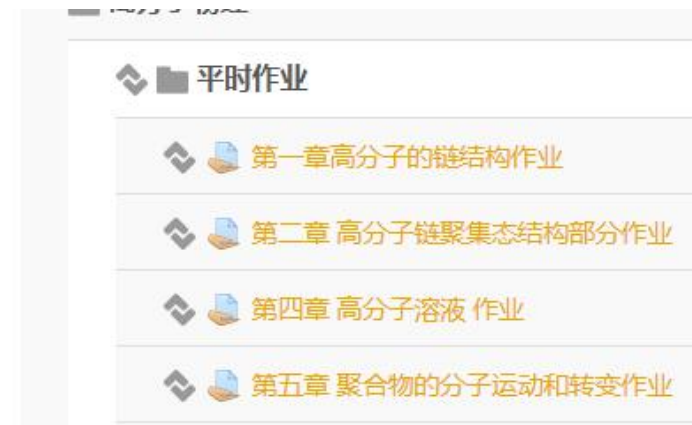 平时作业
第一章高分子的链结构作业
第二章 高分子链聚集态结构部分作业
第四章 高分子溶液 作业
第五章 聚合物的分子运动和转变作业